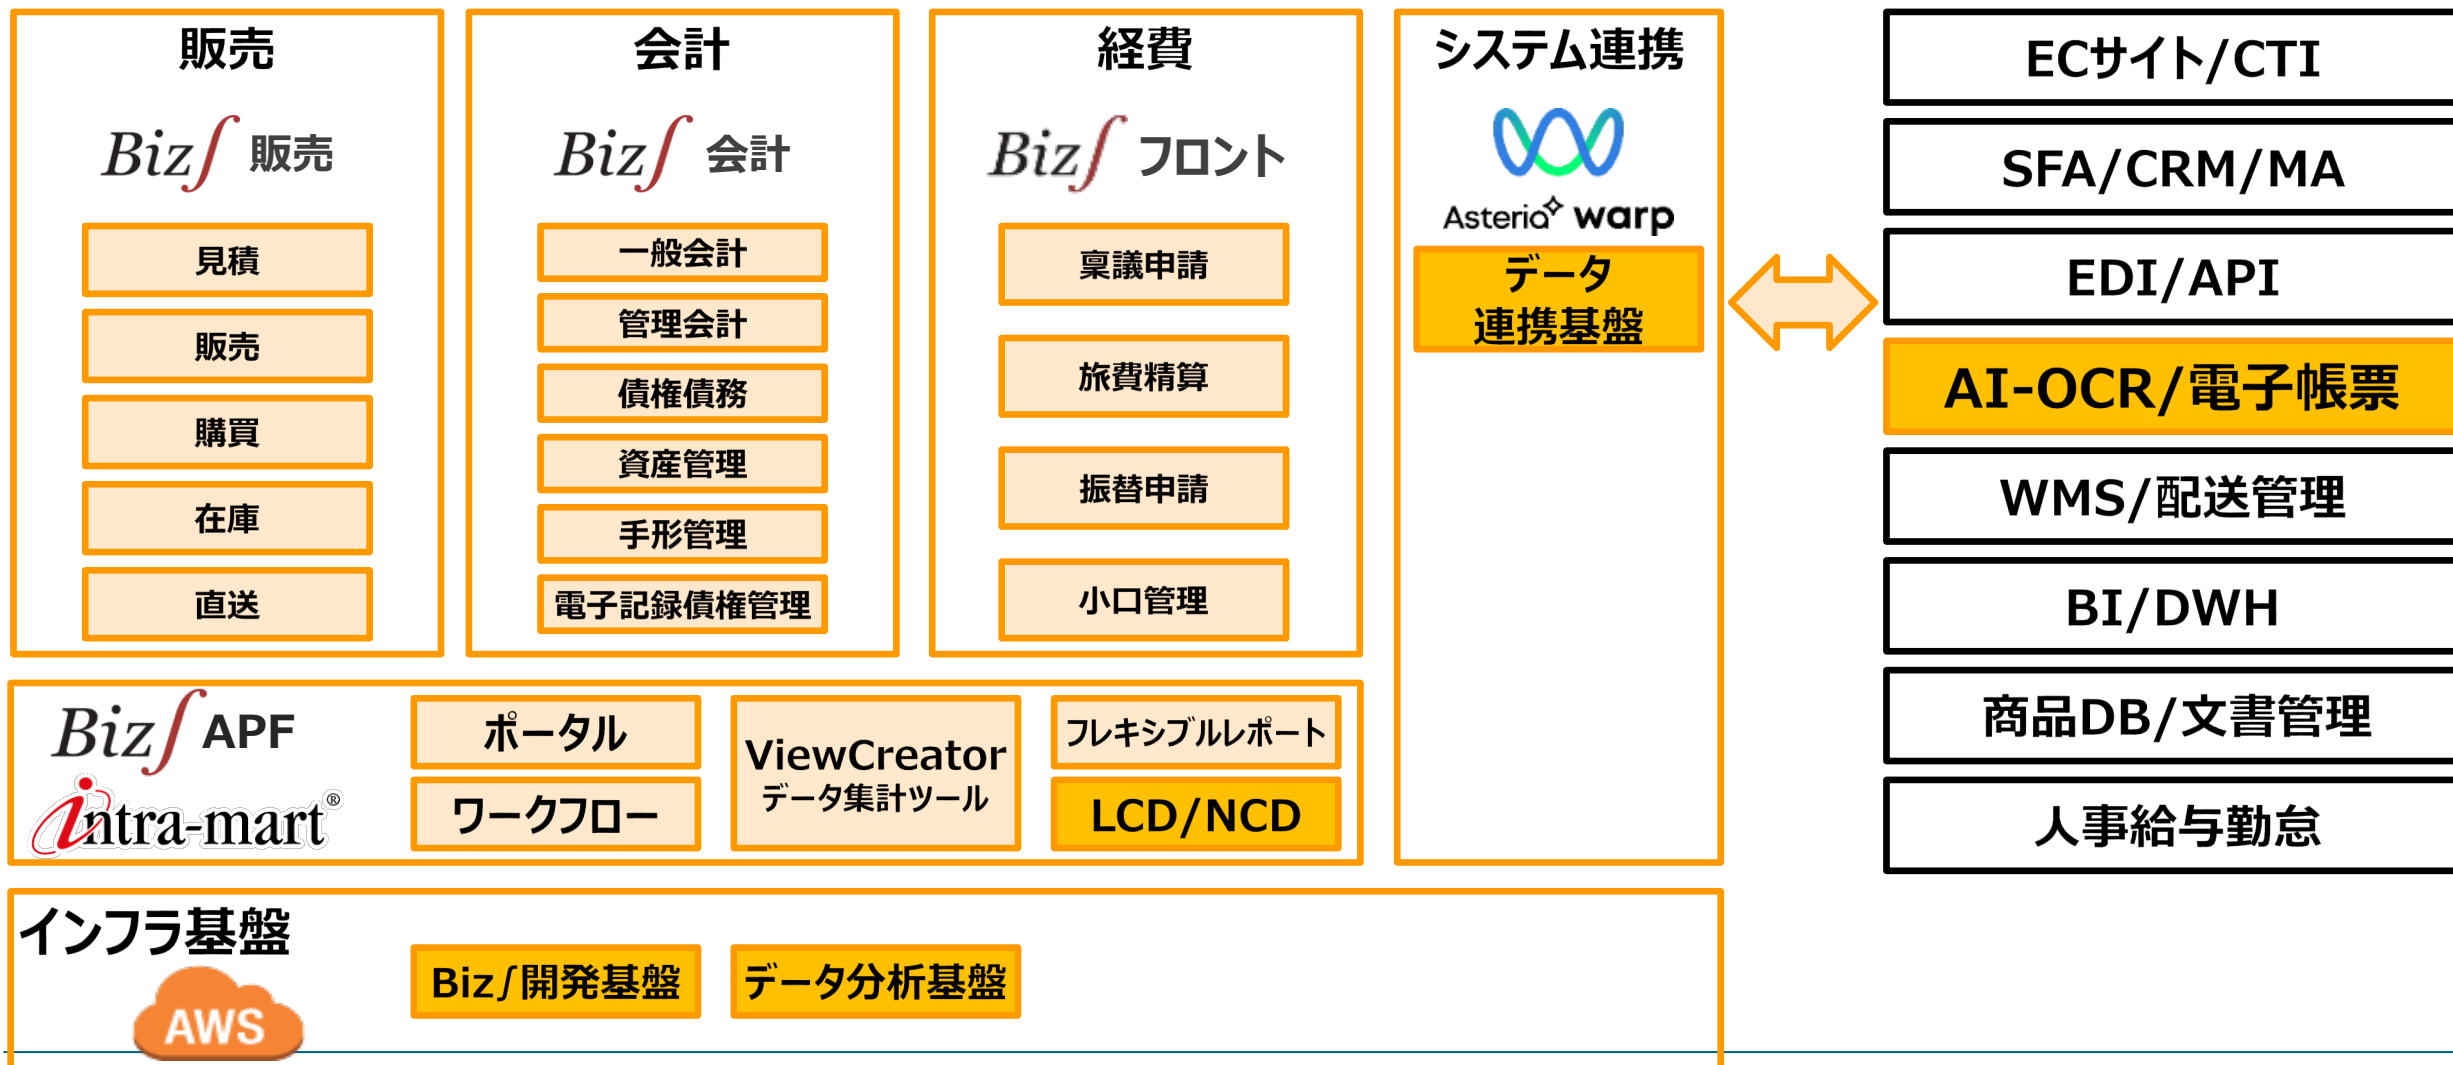 販売
Biz∫ 販売
見積
販売
購買
在庫
直送
会計
Biz∫ 会計
一般会計
管理会計
債権債務
資産管理
手形管理
電子記録債権管理
経費
Biz∫ フロント
稟議申請
旅費精算
振替申請
小口管理
システム連携
Asteria warp
データ
連携基盤
ECサイト/CTI
SFA/CRM/MA
EDI/API
AI-OCR/電子帳票
WMS/配送管理
BI/DWH
商品DB/文書管理
人事給与勤怠
Biz∫ APF
intra-mart®
ポータル
ワークフロー
ViewCreator
データ集計ツール
フレキシブルレポート
LCD/NCD
インフラ基盤
AWS
Biz∫開発基盤
データ分析基盤